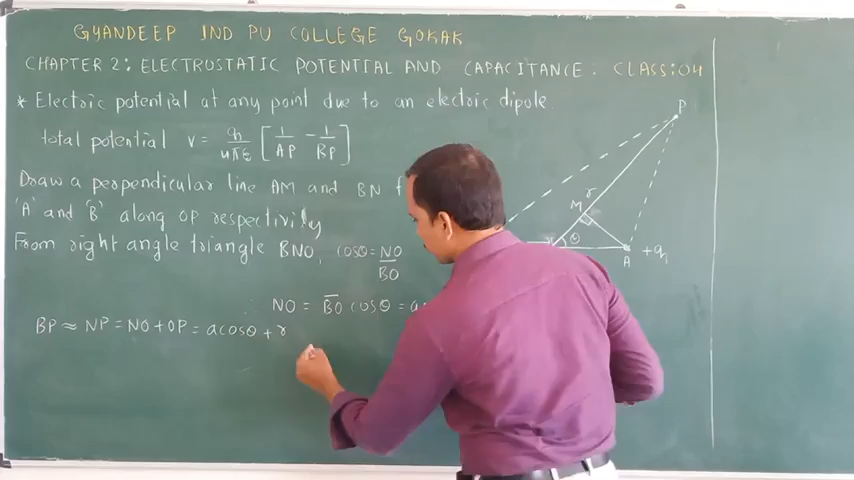 GYANDEEP IND PU COLLEGE GOKAK
CHAPTER 2: ELECTROSTATIC POTENTIAL AND CAPACITANCE. CLASS:04
* Electric potential at any point due to an electric dipole.
total potential V = q/4πε [1/AP - 1/BP]
Draw a perpendicular line AM and BN
'A' and 'B' along OP respectivily
From right angle triangle BNO, cosθ = NO/BO
NO = BO cosθ = a
BP ≈ NP = NO + OP = a cosθ + r
P
r
M
θ
A +q